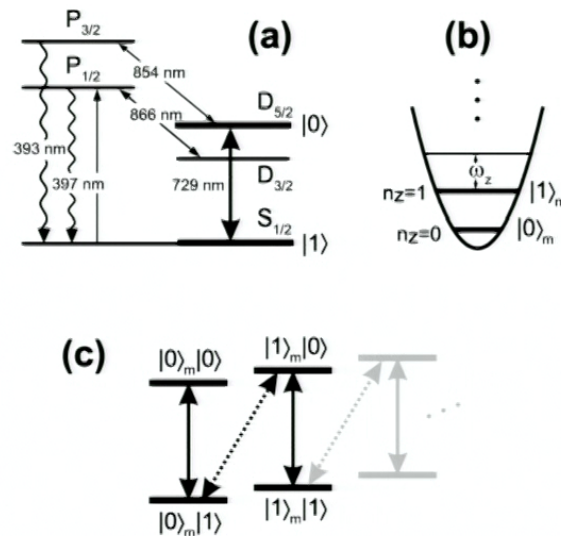 (a)
P3/2
P1/2
854 nm
866 nm
393 nm
397 nm
729 nm
D5/2
|0⟩
D3/2
S1/2
|1⟩
(b)
ωz
nz=1
|1⟩m
nz=0
|0⟩m
(c)
|0⟩m|0⟩
|1⟩m|0⟩
|0⟩m|1⟩
|1⟩m|1⟩